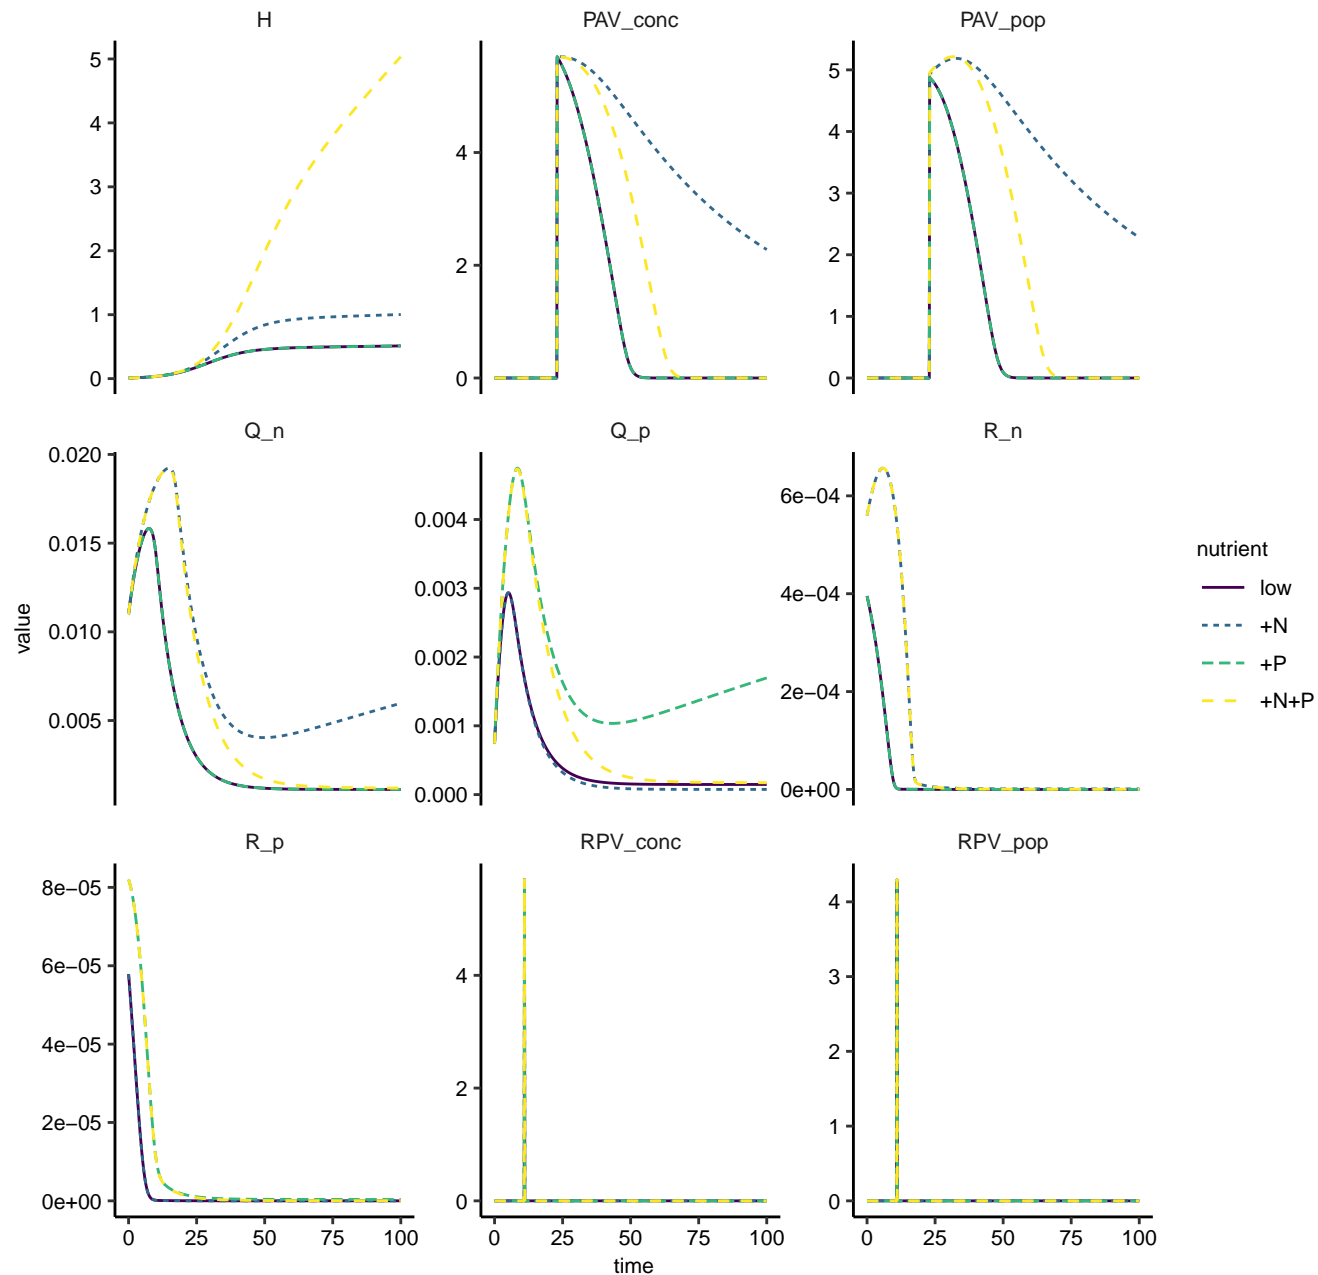 H
PAV_conc
PAV_pop
5
4
3
2
1
0
4
2
0
5
4
3
2
1
0
Q_n
Q_p
R_n
0.020
0.015
0.010
0.005
0.004
0.003
0.002
0.001
0.000
6e−04
4e−04
2e−04
0e+00
R_p
RPV_conc
RPV_pop
8e−05
6e−05
4e−05
2e−05
0e+00
4
2
0
4
3
2
1
0
0 25 50 75 100
0 25 50 75 100
0 25 50 75 100
time
value
nutrient
low
+N
+P
+N+P